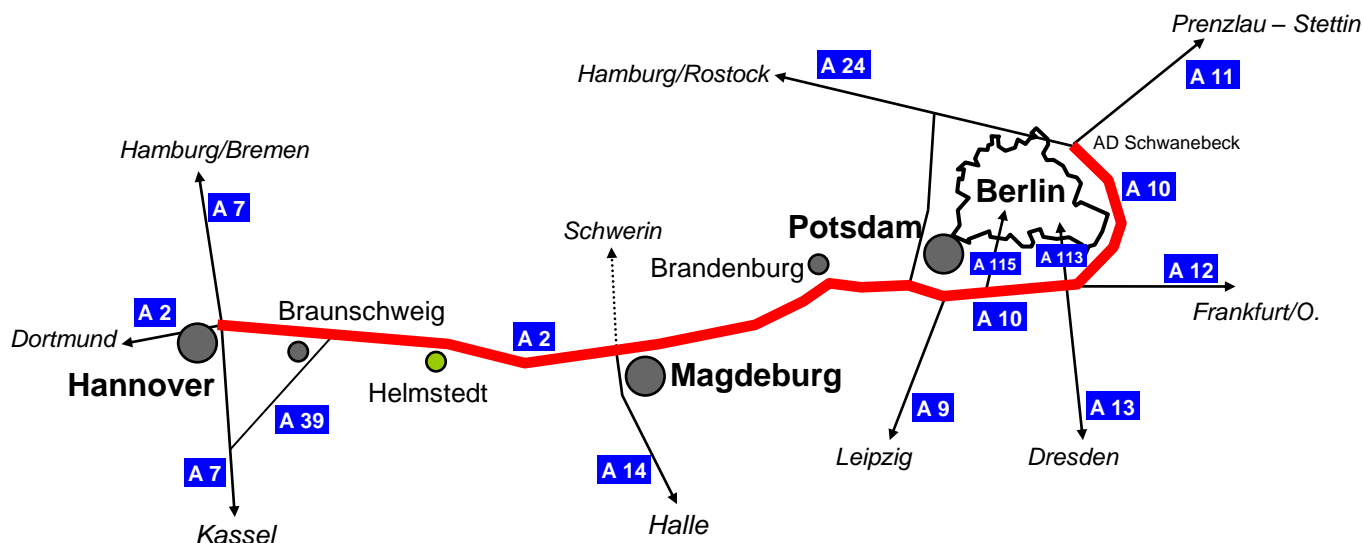 Prenzlau – Stettin
A 24
Hamburg/Rostock
A 11
AD Schwanebeck
Hamburg/Bremen
Berlin
A 10
A 7
Schwerin
Potsdam
Brandenburg
A 115
A 113
A 12
A 2
Braunschweig
A 10
Frankfurt/O.
Dortmund
A 2
Hannover
Helmstedt
Magdeburg
A 39
A 9
A 13
A 7
A 14
Leipzig
Dresden
Kassel
Halle